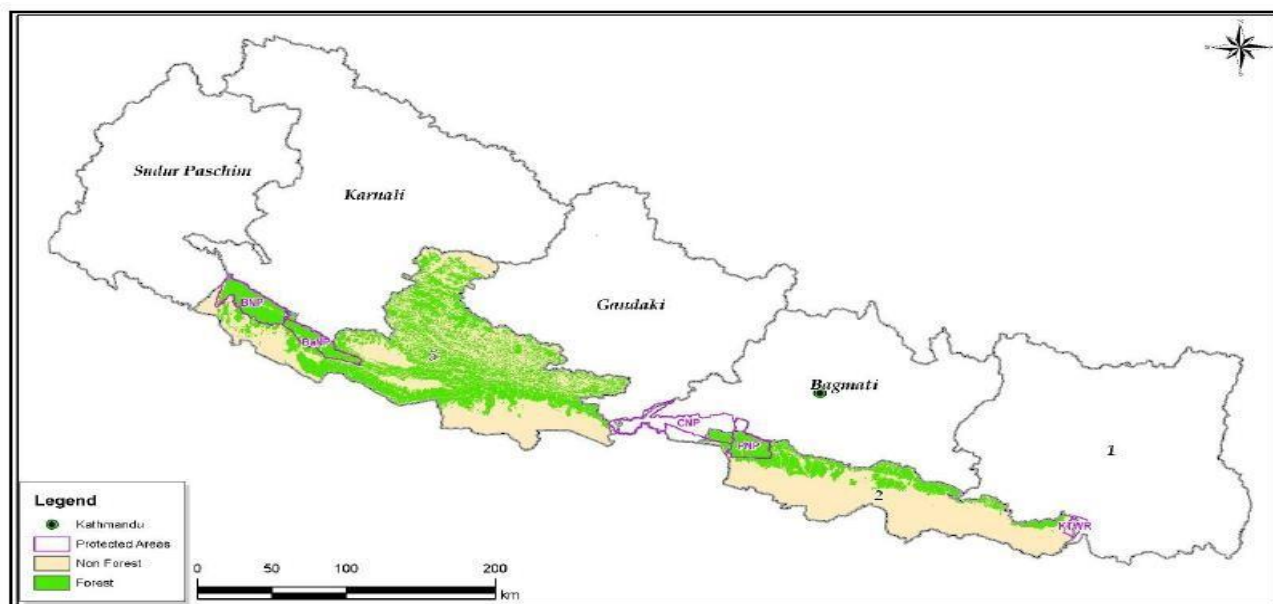 Sudur Paschim
Karnali
Gandaki
BNP
BaNP
5
Bagmati
CNP
PNP
1
2
KTWR
Legend
Kathmandu
Protected Areas
Non Forest
Forest
0 50 100 200
km